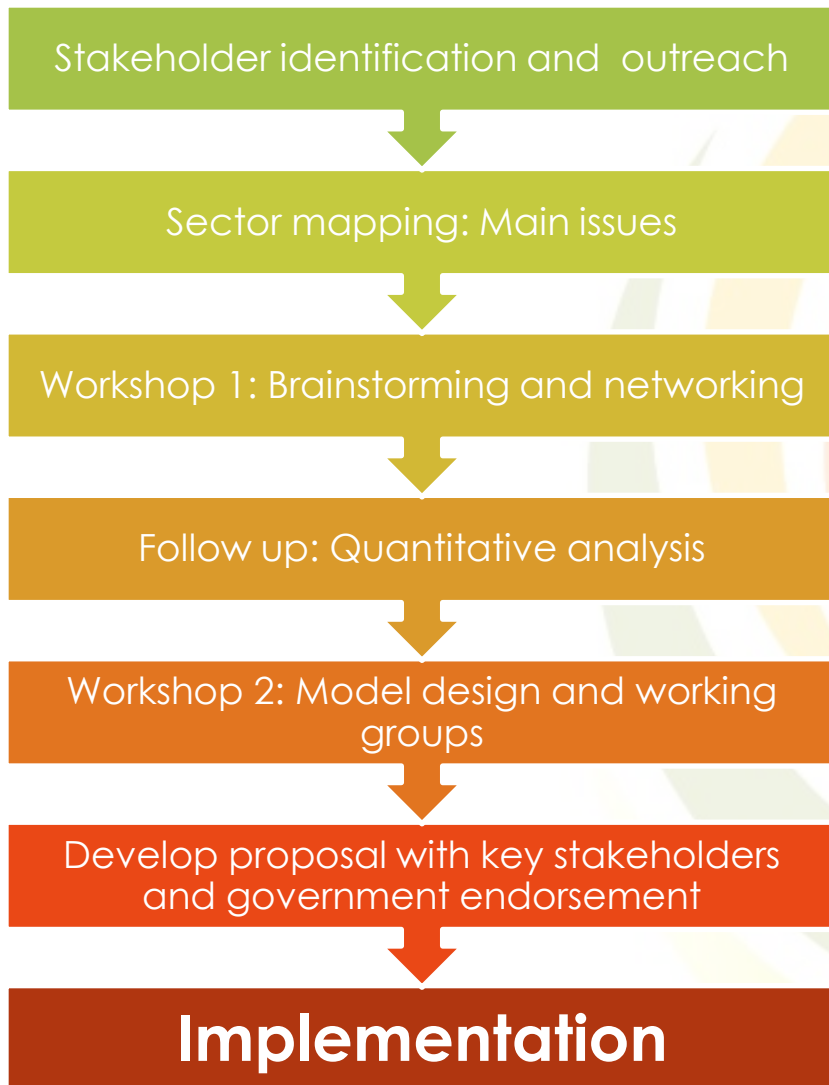 Stakeholder identification and  outreach
Sector mapping: Main issues
Workshop 1: Brainstorming and networking
Follow up: Quantitative analysis
Workshop 2: Model design and working
groups
Develop proposal with key stakeholders
and government endorsement
Implementation